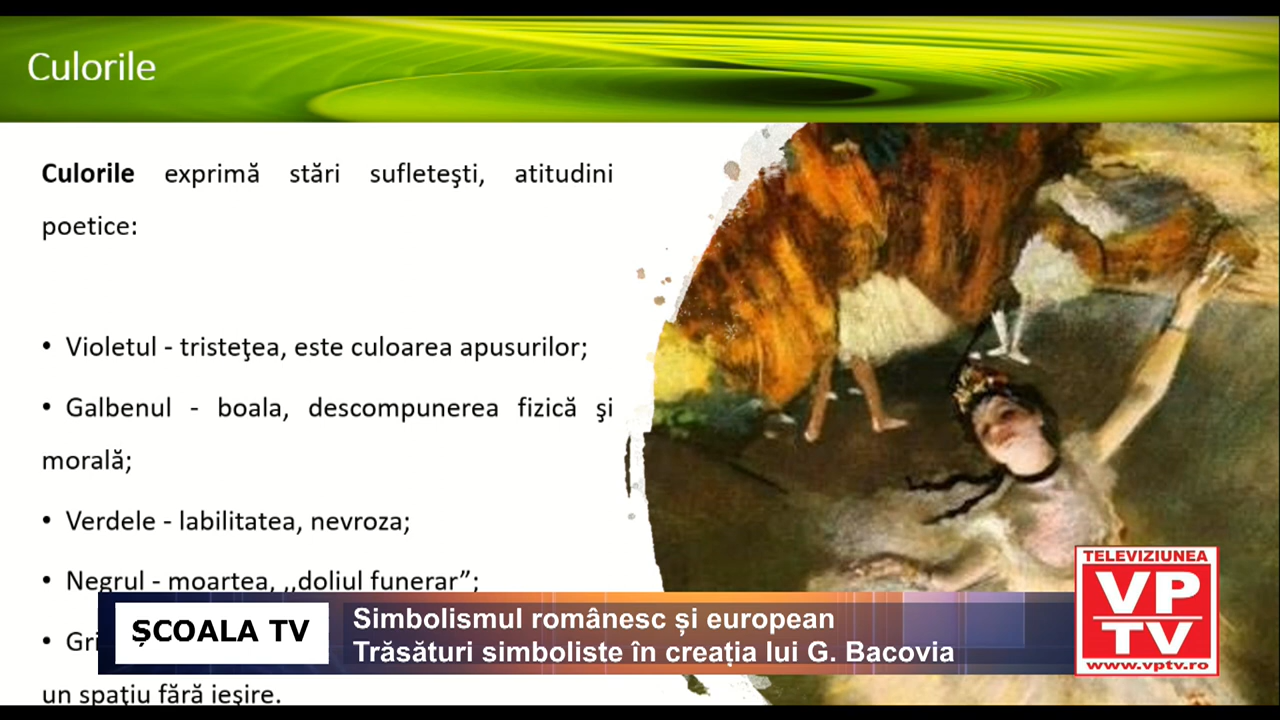 Culorile
Culorile exprimă stări sufleteşti, atitudini
poetice:
• Violetul - tristeţea, este culoarea apusurilor;
• Galbenul - boala, descompunerea fizică şi
morală;
• Verdele - labilitatea, nevroza;
• Negrul - moartea, ,,doliul funerar”;
• Gri
un spaţiu fără ieşire.
ȘCOALA TV
Simbolismul românesc și european
Trăsături simboliste în creația lui G. Bacovia
TELEVIZIUNEA
VP
TV
www.vptv.ro